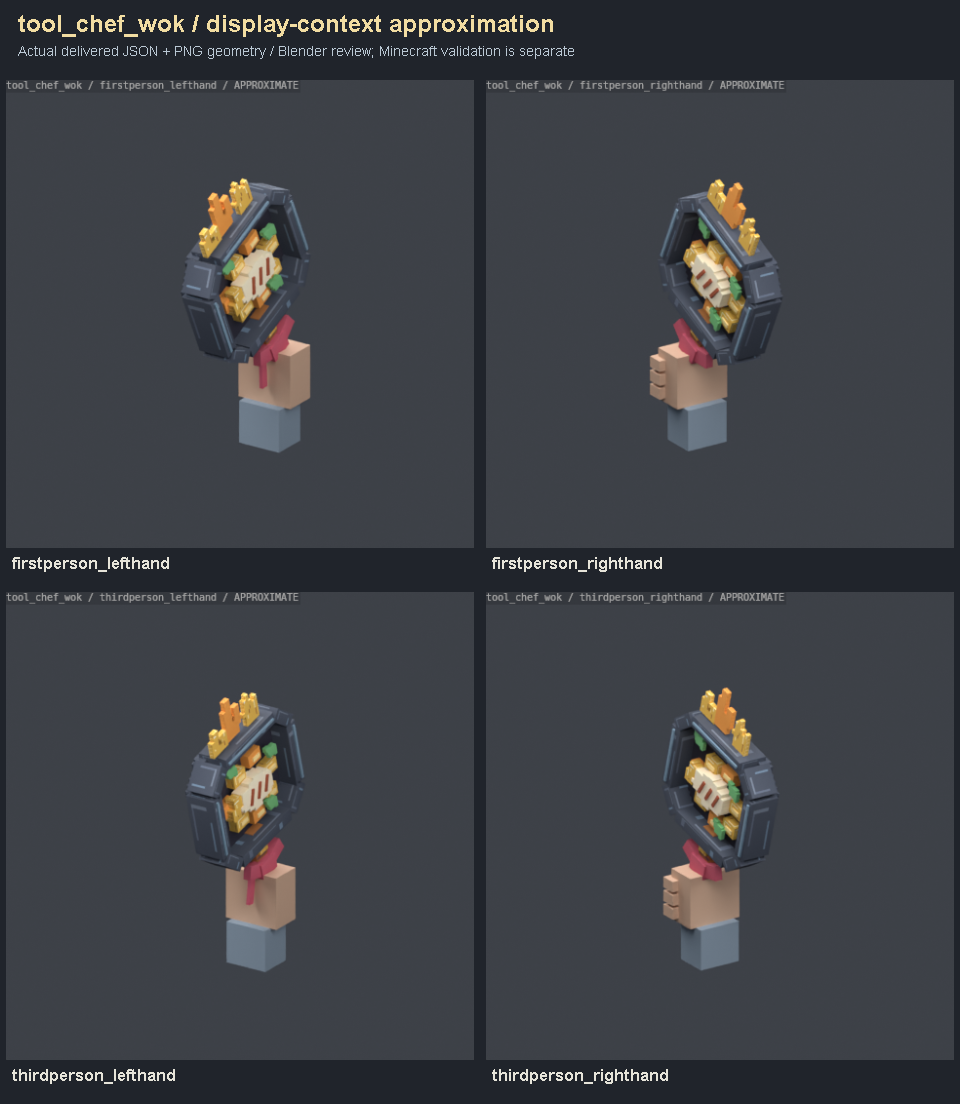 tool_chef_wok / display-context approximation
Actual delivered JSON + PNG geometry / Blender review; Minecraft validation is separate
tool_chef_wok / firstperson_lefthand / APPROXIMATE
tool_chef_wok / firstperson_righthand / APPROXIMATE
firstperson_lefthand
firstperson_righthand
tool_chef_wok / thirdperson_lefthand / APPROXIMATE
tool_chef_wok / thirdperson_righthand / APPROXIMATE
thirdperson_lefthand
thirdperson_righthand